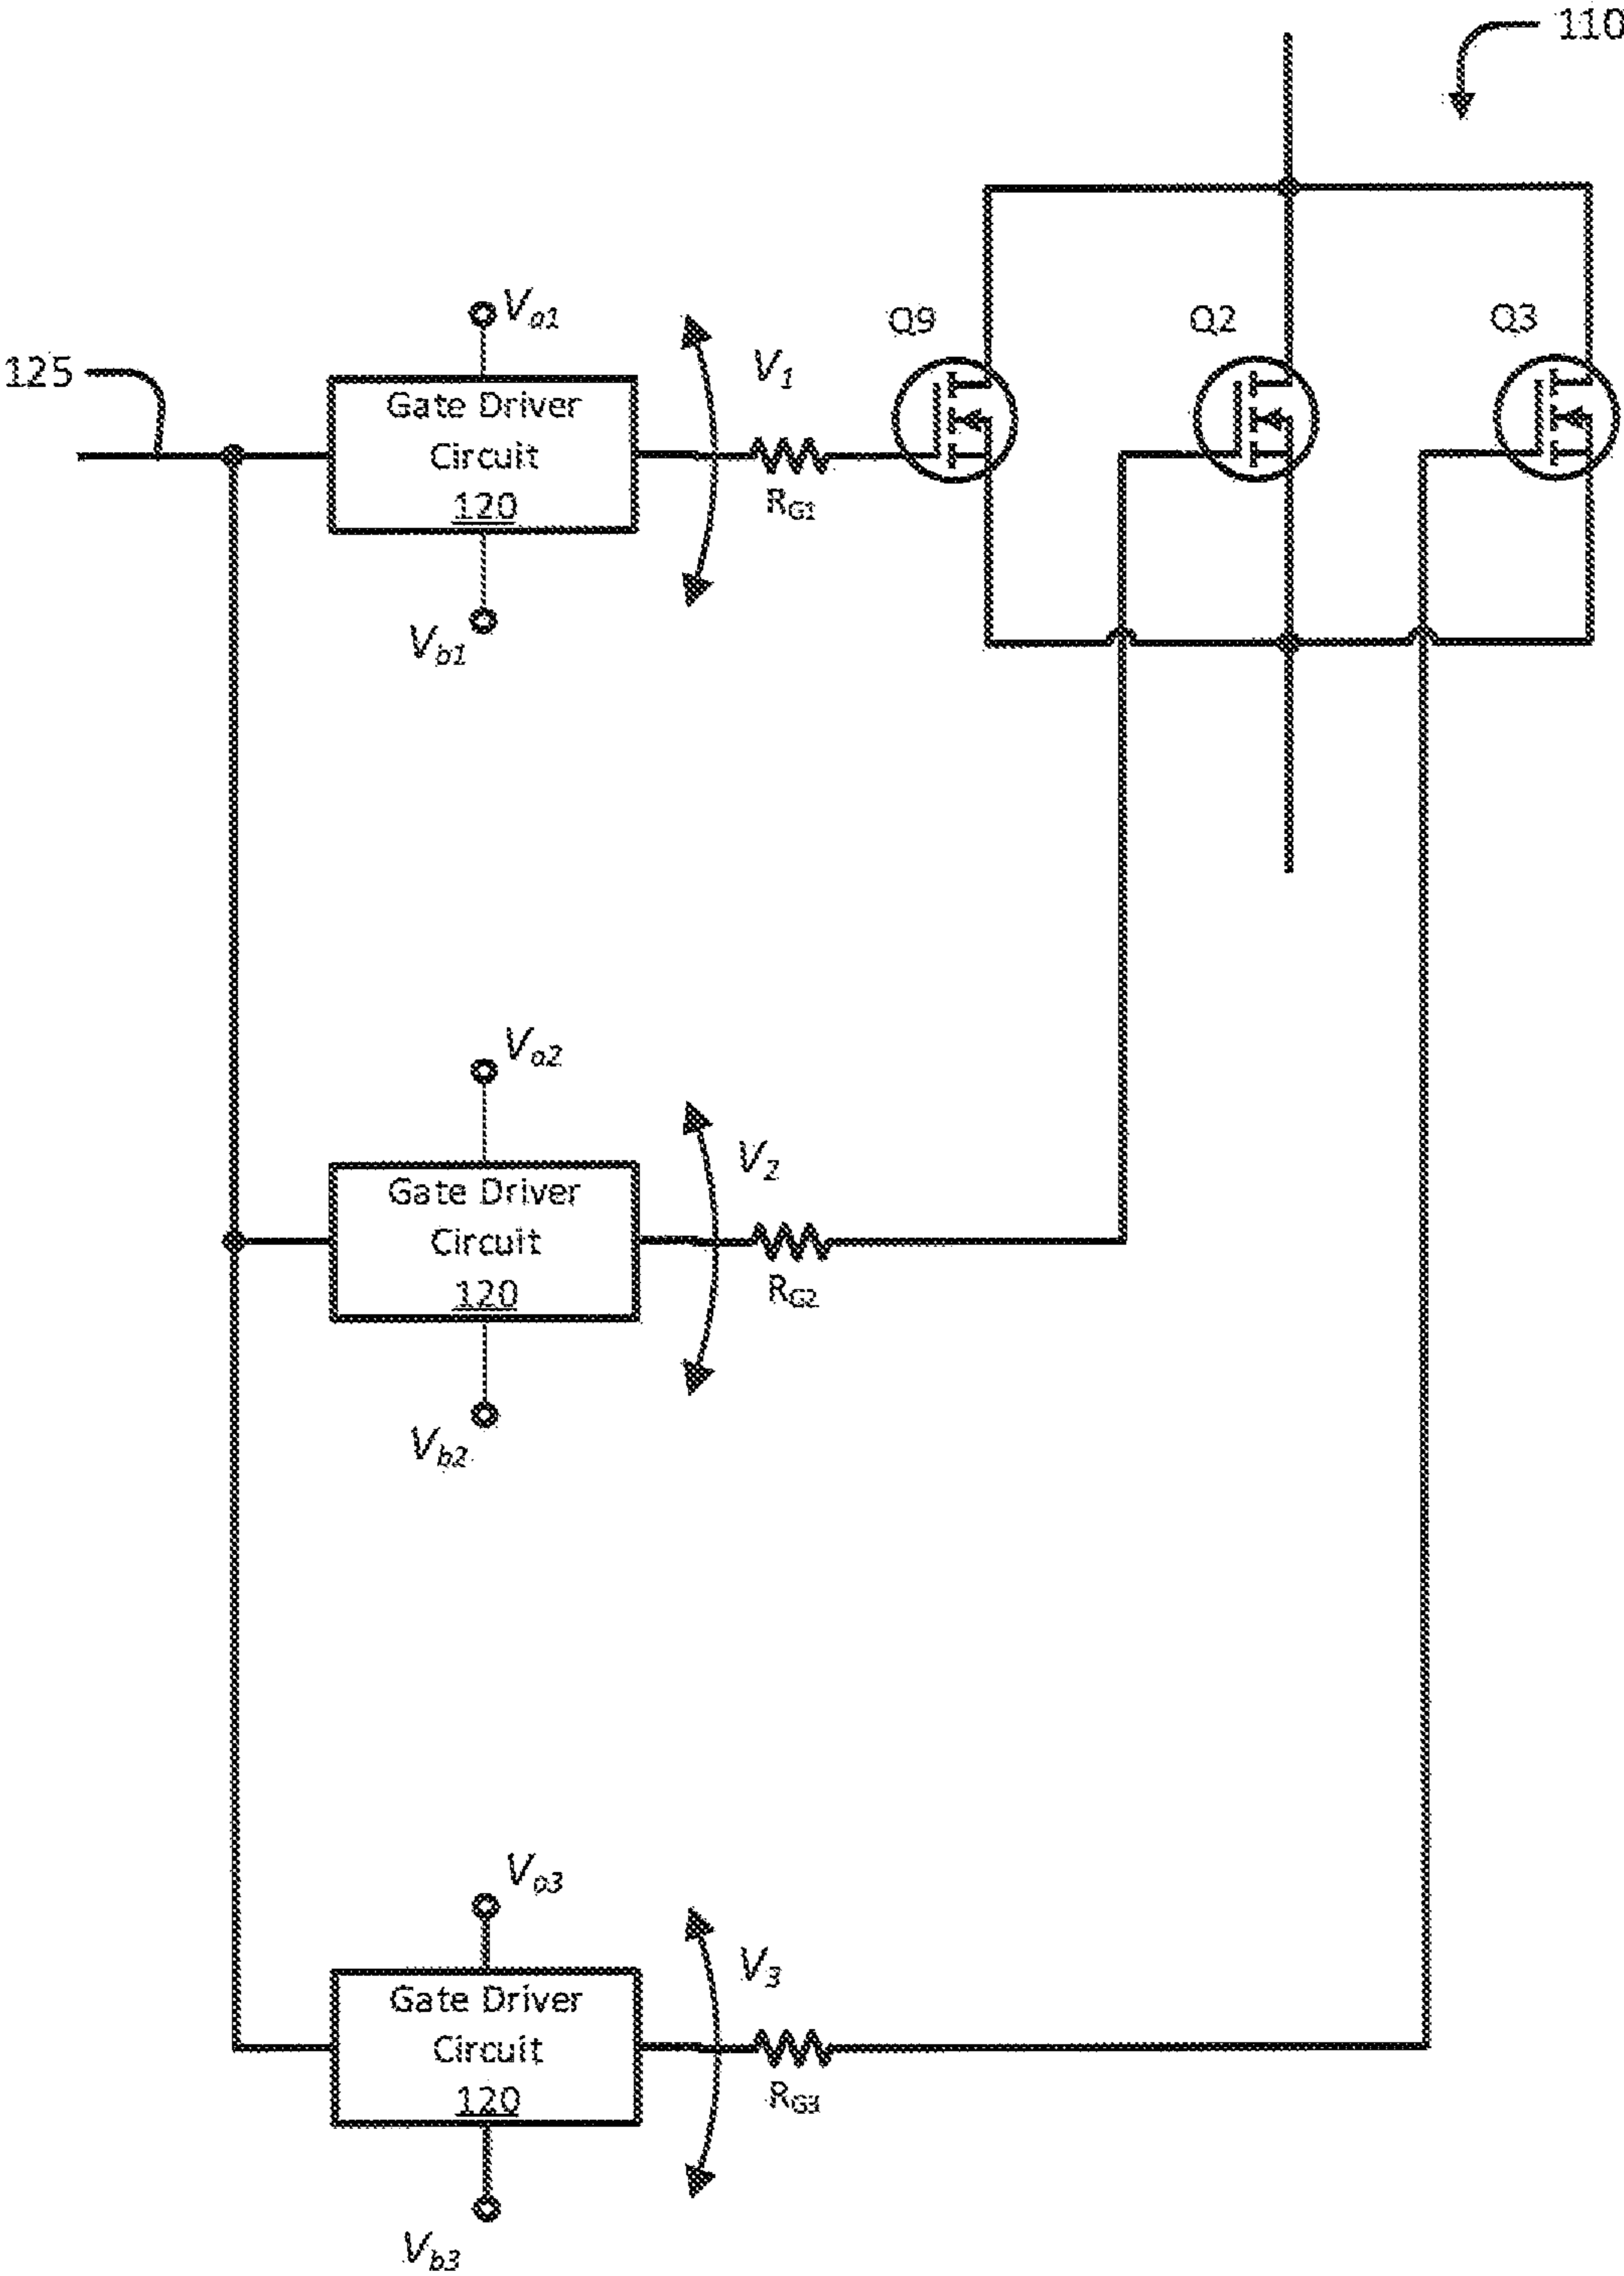 110
Va1
Q9
Q2
Q3
V1
125
Gate Driver
Circuit
120
RG1
Vb1
Va2
V2
Gate Driver
Circuit
120
RG2
Vb2
Va3
V3
Gate Driver
Circuit
120
RG3
Vb3